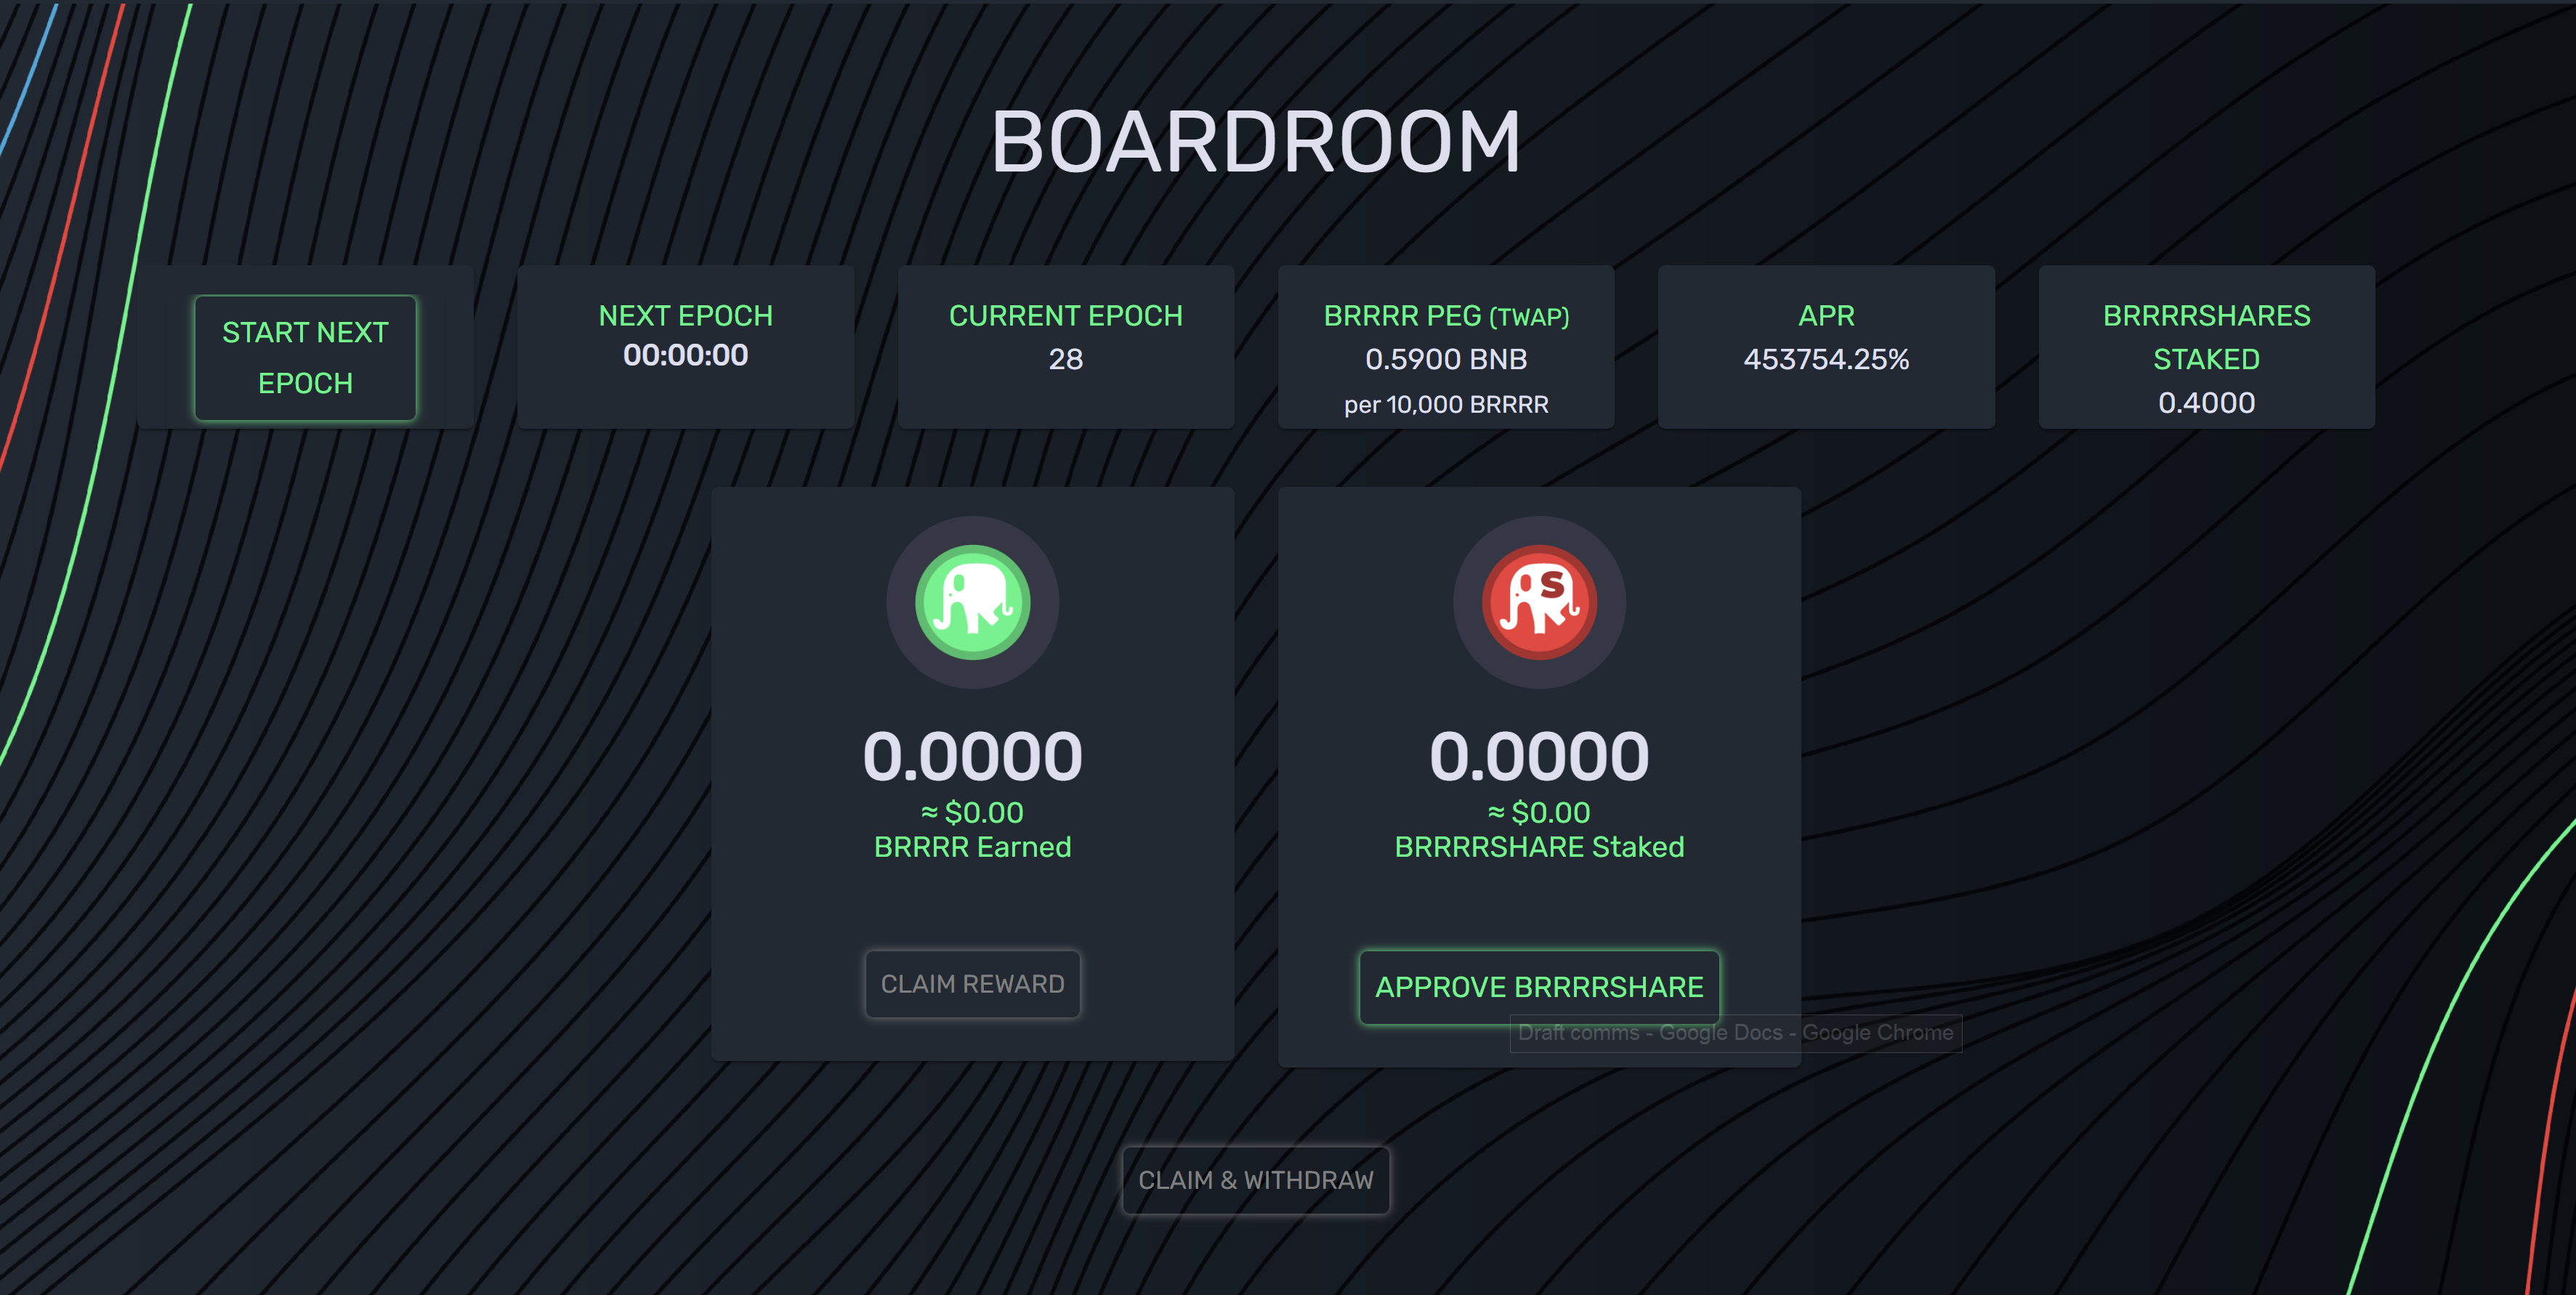 BOARDROOM
START NEXT
EPOCH
NEXT EPOCH
00:00:00
CURRENT EPOCH
28
BRRRR PEG (TWAP)
0.5900 BNB
per 10,000 BRRRR
APR
453754.25%
BRRRRSHARES
STAKED
0.4000
0.0000
≈ $0.00
BRRRR Earned
CLAIM REWARD
S
0.0000
≈ $0.00
BRRRRSHARE Staked
APPROVE BRRRRSHARE
Draft comms - Google Docs - Google Chrome
CLAIM & WITHDRAW